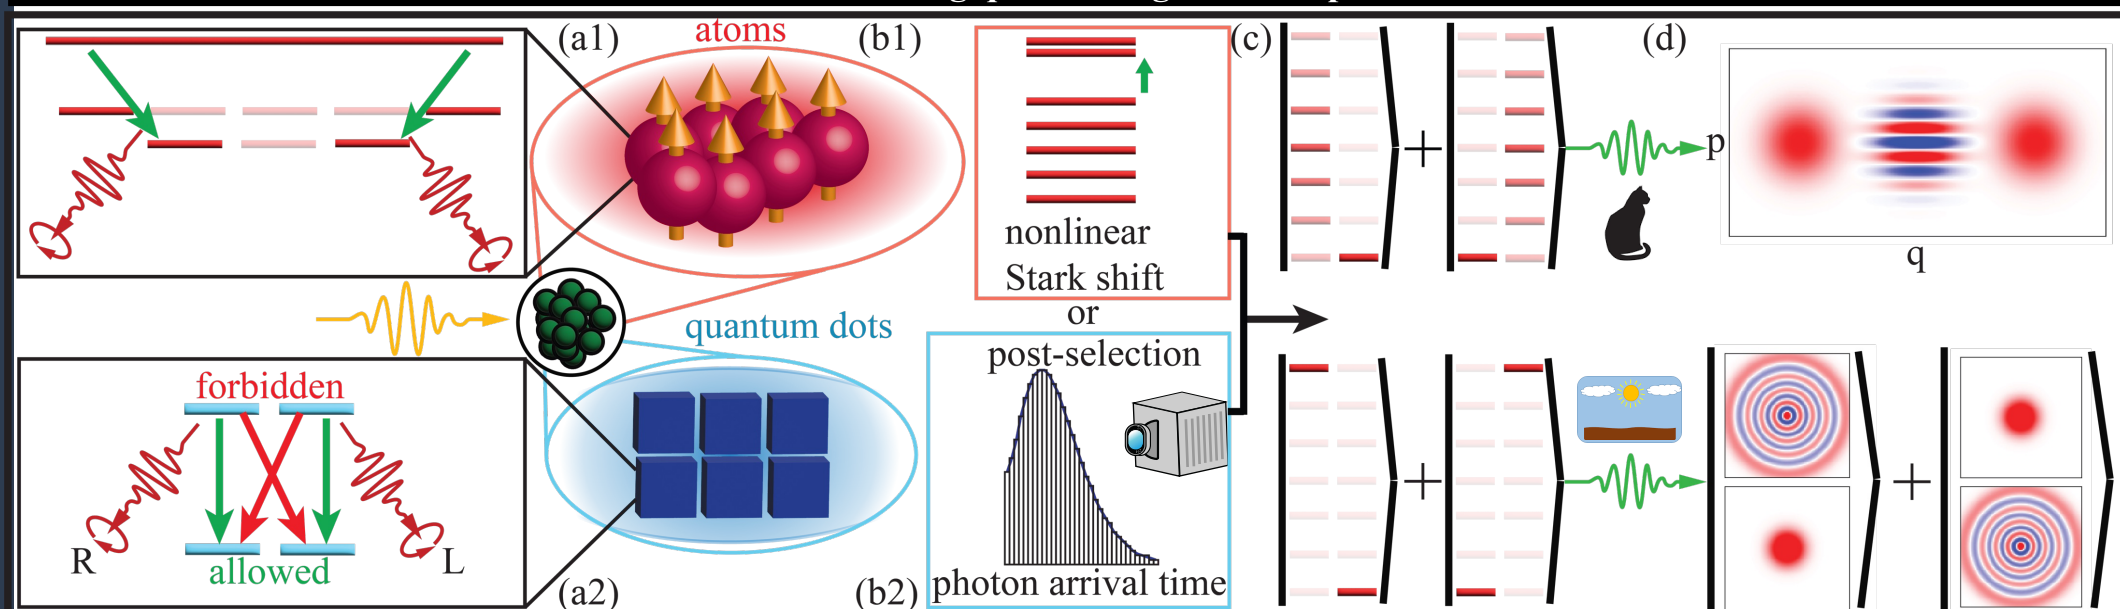 (a1)
atoms
(b1)
(c)
(d)
nonlinear
Stark shift
or
p
q
quantum dots
post-selection
forbidden
R
L
allowed
(a2)
(b2)
photon arrival time